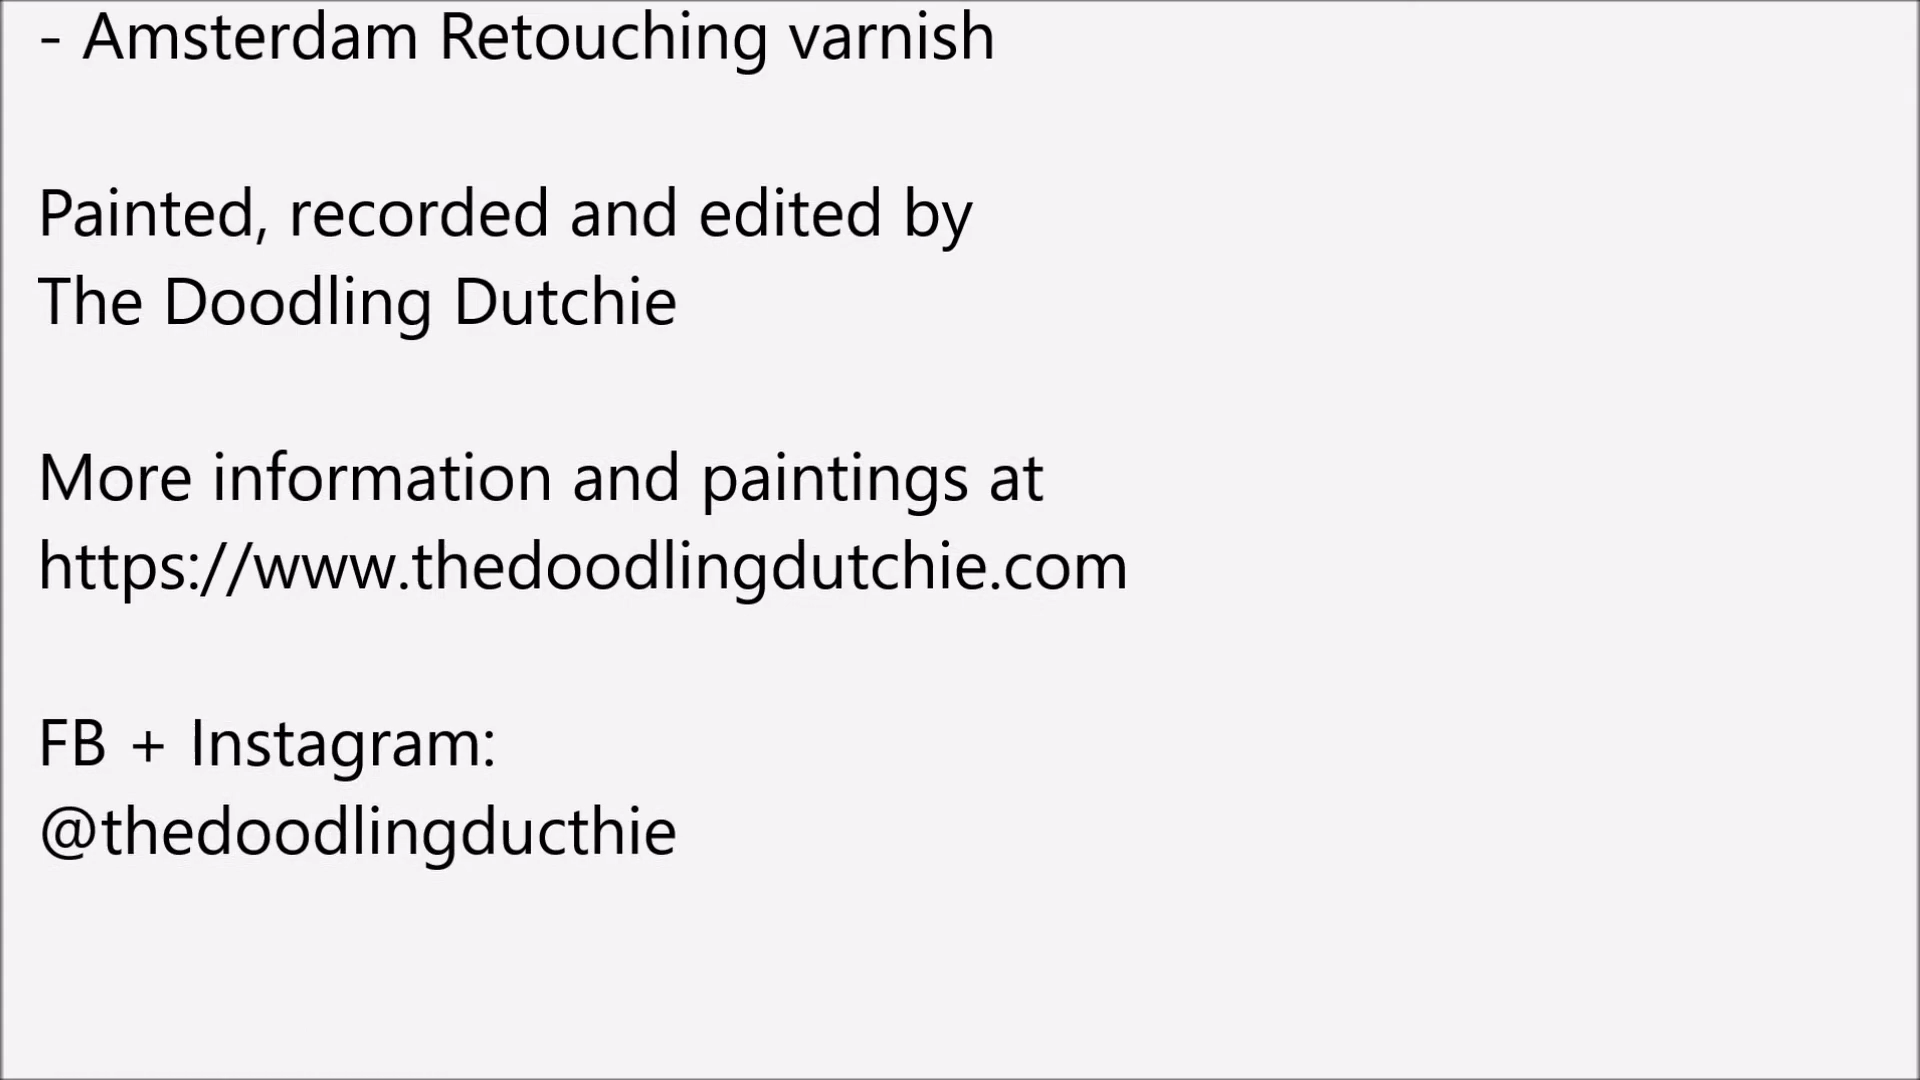 - Amsterdam Retouching varnish
Painted, recorded and edited by
The Doodling Dutchie
More information and paintings at
https://www.thedoodlingdutchie.com
FB + Instagram:
@thedoodlingducthie